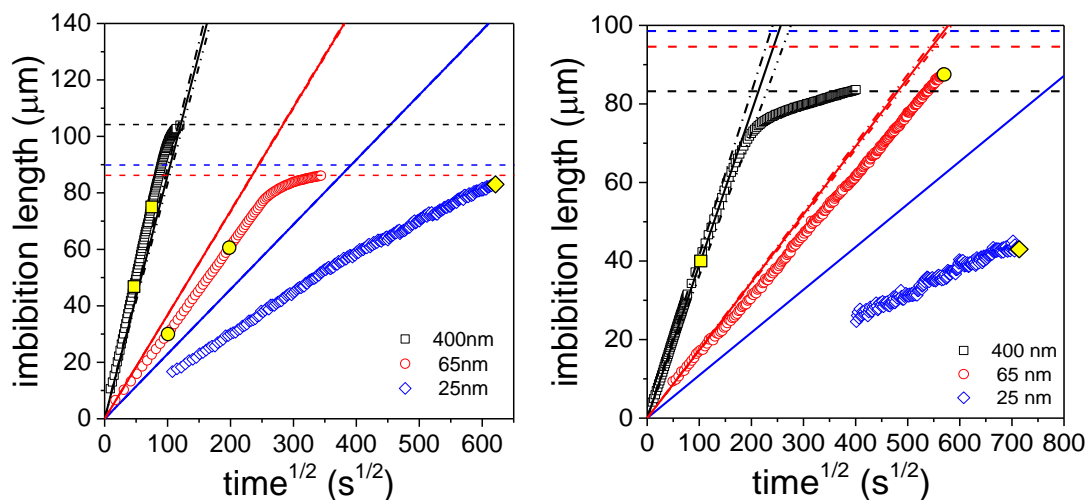 140
120
100
80
60
40
20
0
imbibition length (μm)
400nm
65nm
25nm
0 100 200 300 400 500 600
time1/2 (s1/2)
100
80
60
40
20
0
imbibition length (μm)
400 nm
65 nm
25 nm
0 100 200 300 400 500 600 700 800
time1/2 (s1/2)